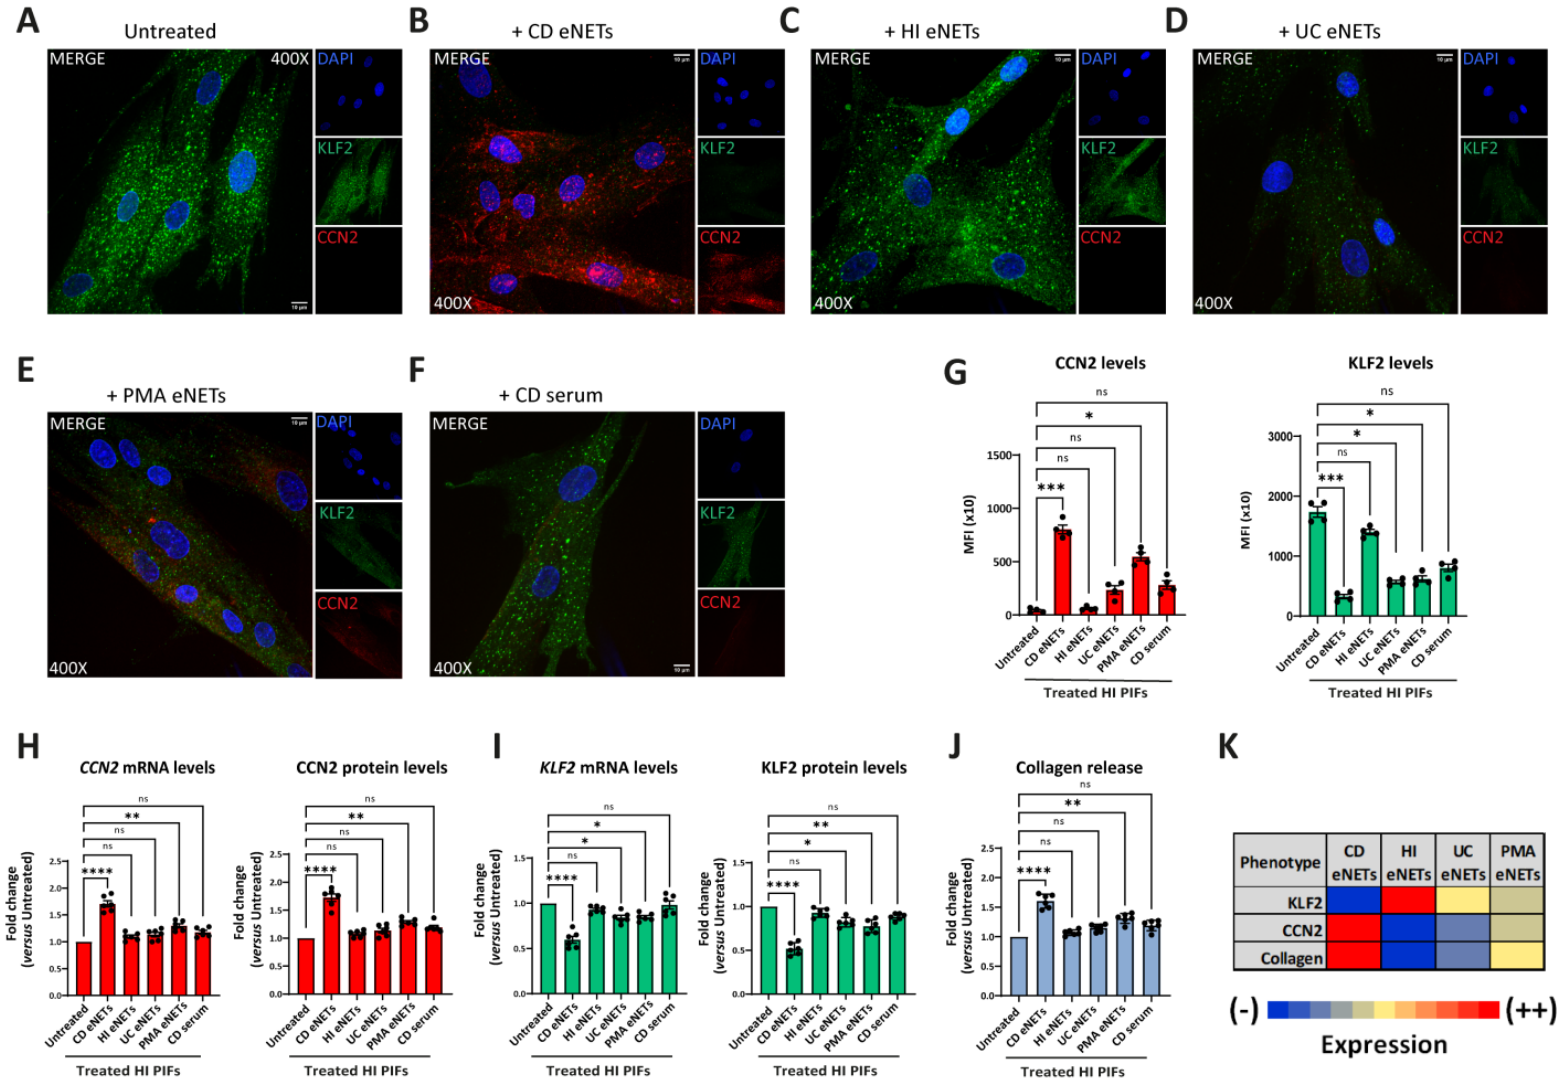 A
Untreated
MERGE
400X
10 µm
DAPI
KLF2
CCN2
B
+ CD eNETs
MERGE
400X
10 µm
DAPI
KLF2
CCN2
C
+ HI eNETs
MERGE
400X
10 µm
DAPI
KLF2
CCN2
D
+ UC eNETs
MERGE
400X
10 µm
DAPI
KLF2
CCN2
E
+ PMA eNETs
MERGE
400X
10 µm
DAPI
KLF2
CCN2
F
+ CD serum
MERGE
400X
10 µm
DAPI
KLF2
CCN2
G
CCN2 levels
ns
*
ns
ns
***
MFI (x10)
1500
1000
500
0
Untreated
CD eNETs
HI eNETs
UC eNETs
PMA eNETs
CD serum
Treated HI PIFs
KLF2 levels
ns
*
*
ns
***
MFI (x10)
3000
2000
1000
0
Untreated
CD eNETs
HI eNETs
UC eNETs
PMA eNETs
CD serum
Treated HI PIFs
H
CCN2 mRNA levels
ns
**
ns
ns
****
Fold change
(versus Untreated)
2.5
2.0
1.5
1.0
0.5
0.0
Untreated
CD eNETs
HI eNETs
UC eNETs
PMA eNETs
CD serum
Treated HI PIFs
CCN2 protein levels
ns
**
ns
ns
****
Fold change
(versus Untreated)
2.5
2.0
1.5
1.0
0.5
0.0
Untreated
CD eNETs
HI eNETs
UC eNETs
PMA eNETs
CD serum
Treated HI PIFs
I
KLF2 mRNA levels
ns
*
*
ns
****
Fold change
(versus Untreated)
1.5
1.0
0.5
0.0
Untreated
CD eNETs
HI eNETs
UC eNETs
PMA eNETs
CD serum
Treated HI PIFs
KLF2 protein levels
ns
**
*
ns
****
Fold change
(versus Untreated)
1.5
1.0
0.5
0.0
Untreated
CD eNETs
HI eNETs
UC eNETs
PMA eNETs
CD serum
Treated HI PIFs
J
Collagen release
ns
**
ns
ns
****
Fold change
(versus Untreated)
2.5
2.0
1.5
1.0
0.5
0.0
Untreated
CD eNETs
HI eNETs
UC eNETs
PMA eNETs
CD serum
Treated HI PIFs
K
Phenotype
CD eNETs
HI eNETs
UC eNETs
PMA eNETs
KLF2
CCN2
Collagen
(-)
(++)
Expression